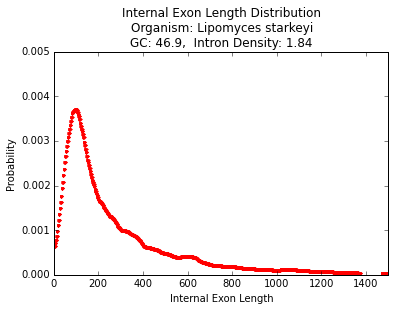 Internal Exon Length Distribution
Organism: Lipomyces starkeyi
GC: 46.9,  Intron Density: 1.84
0.005
0.004
0.003
0.002
0.001
0.000
Probability
0 200 400 600 800 1000 1200 1400
Internal Exon Length